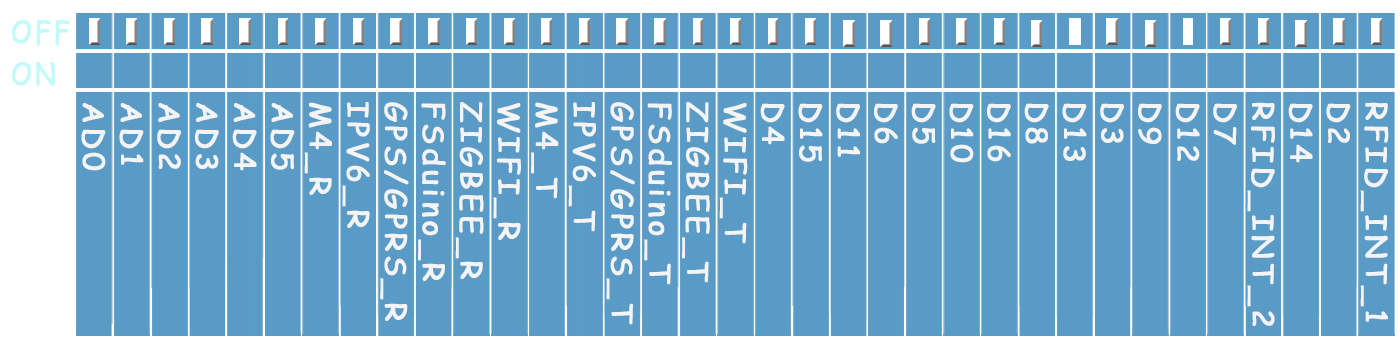 OFF
ON
AD0
AD1
AD2
AD3
AD4
AD5
M4_R
IPV6_R
GPS/GPRS_R
FSduino_R
ZIGBEE_R
WIFI_R
M4_T
IPV6_T
GPS/GPRS_T
FSduino_T
ZIGBEE_T
WIFI_T
D4
D15
D11
D6
D5
D10
D16
D8
D13
D3
D9
D12
D7
RFID_INT_2
D14
D2
RFID_INT_1